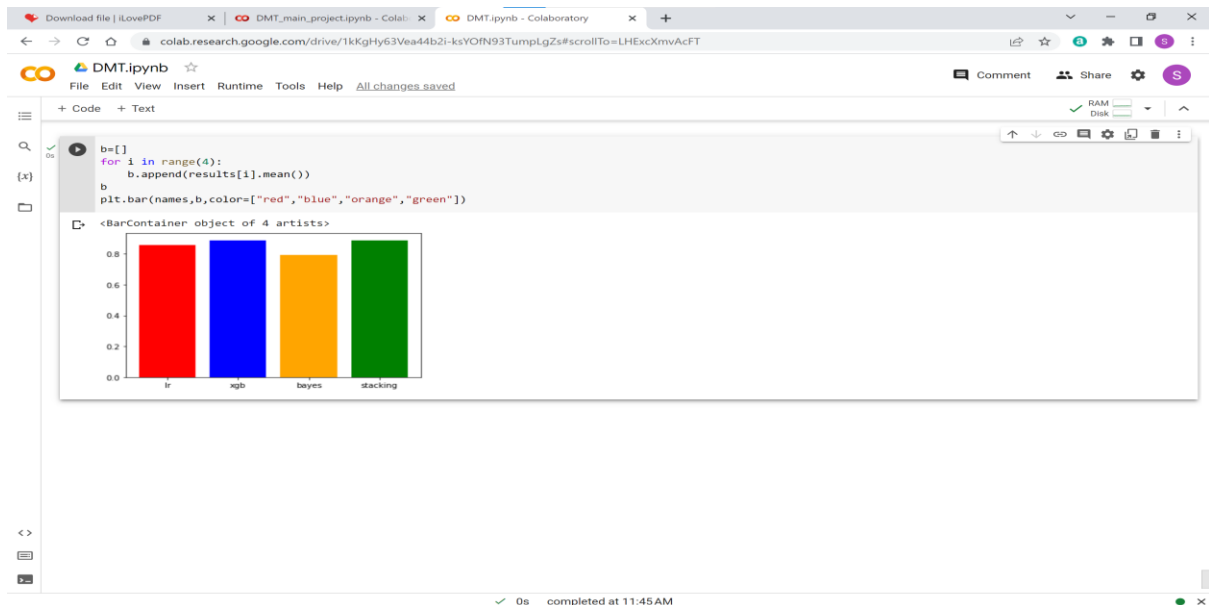 Download file | iLovePDF
DMT_main_project.ipynb - Colab
DMT.ipynb - Colaboratory
colab.research.google.com/drive/1kKgHy63Vea44b2i-ksYOfN93TumpLgZs#scrollTo=LHExcXmvAcFT
a
S
CO
DMT.ipynb
Comment
Share
S
File Edit View Insert Runtime Tools Help All changes saved
+ Code + Text
RAM
Disk
0s
{x}
b=[]
for i in range(4):
    b.append(results[i].mean())
b
plt.bar(names,b,color=["red","blue","orange","green"])
<BarContainer object of 4 artists>
0.8
0.6
0.4
0.2
0.0
lr xgb bayes stacking
0s completed at 11:45 AM